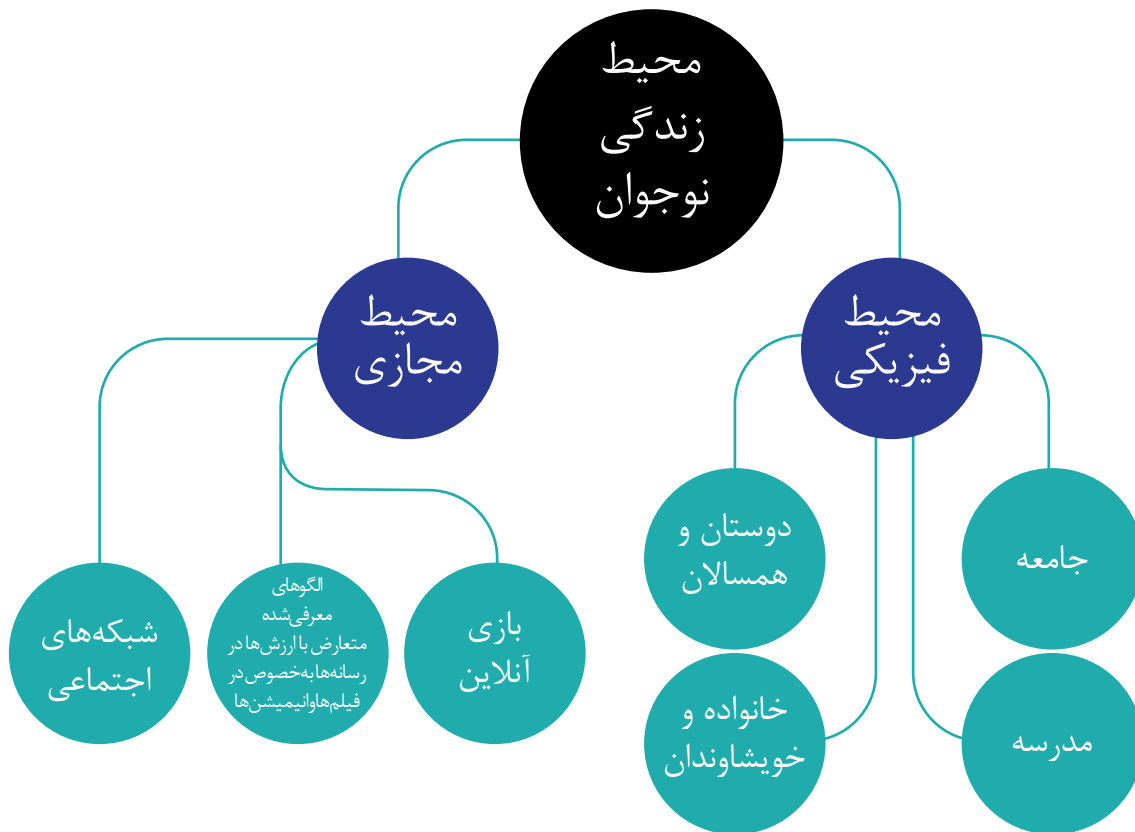 محیط
زندگی
نوجوان
محیط
فیزیکی
محیط
مجازی
جامعه
دوستان و
همسالان
مدرسه
خانواده و
خویشاوندان
بازی
آنلاین
الگوهای
معرفی‌شده
متعارض با ارزش‌ها در
رسانه‌ها به‌خصوص در
فیلم‌ها و انیمیشن‌ها
شبکه‌های
اجتماعی